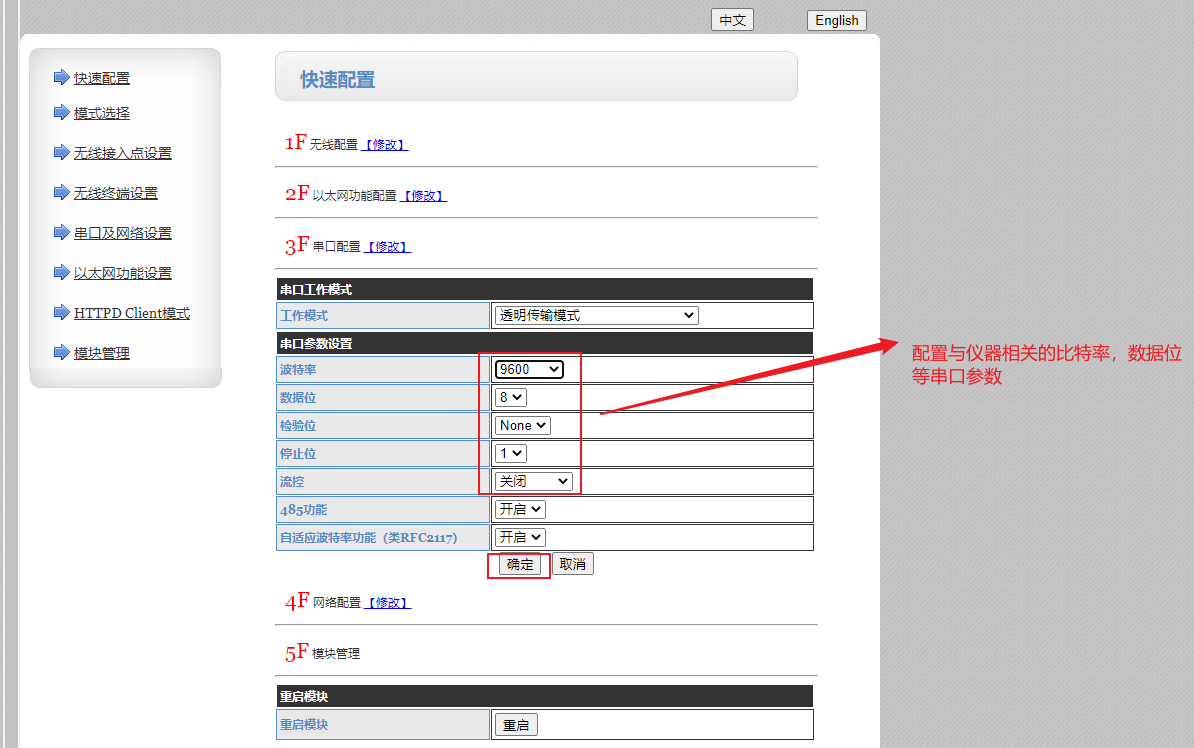 中文 English
快速配置
模式选择
无线接入点设置
无线终端设置
串口及网络设置
以太网功能设置
HTTPD Client模式
模块管理
快速配置
1F 无线配置 【修改】
2F 以太网功能配置 【修改】
3F 串口配置 【修改】
串口工作模式
工作模式 透明传输模式
串口参数设置
波特率 9600
数据位 8
检验位 None
停止位 1
流控 关闭
485功能 开启
自适应波特率功能（类RFC2117） 开启
确定 取消
配置与仪器相关的比特率，数据位
等串口参数
4F 网络配置 【修改】
5F 模块管理
重启模块
重启模块 重启